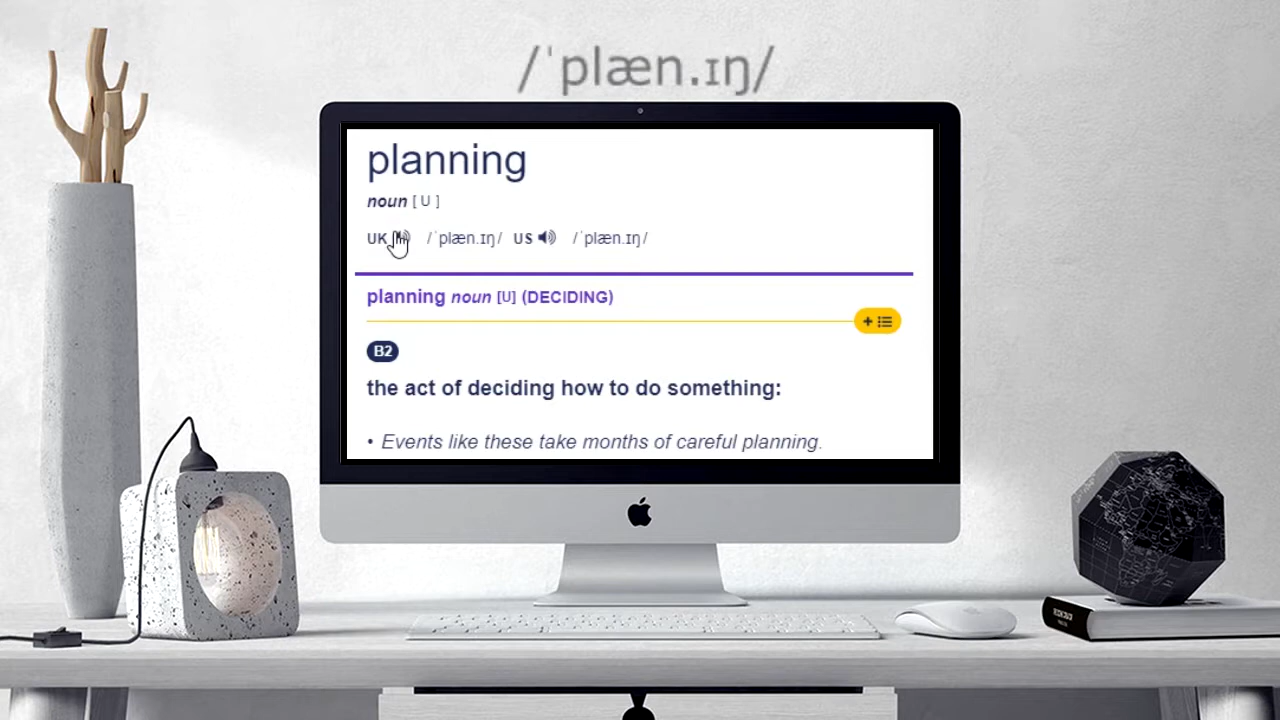 /ˈplæn.ɪŋ/
planning
noun [ U ]
UK /ˈplæn.ɪŋ/ US /ˈplæn.ɪŋ/
planning noun [U] (DECIDING)
+
B2
the act of deciding how to do something:
• Events like these take months of careful planning.